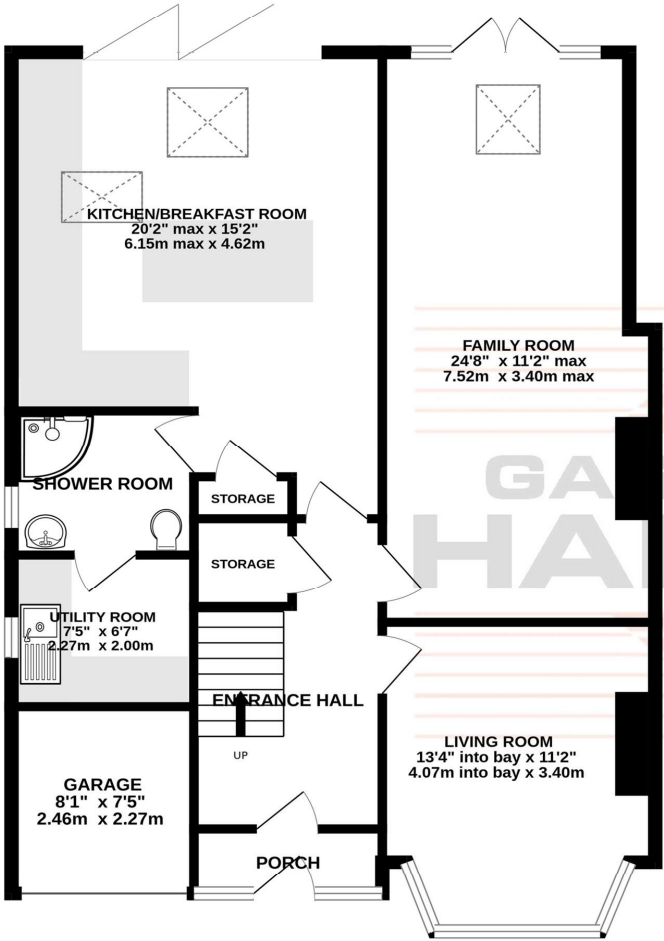 KITCHEN/BREAKFAST ROOM
20'2" max x 15'2"
6.15m max x 4.62m
FAMILY ROOM
24'8" x 11'2" max
7.52m x 3.40m max
GA
HA
SHOWER ROOM
STORAGE
STORAGE
UTILITY ROOM
7'5" x 6'7"
2.27m x 2.00m
ENTRANCE HALL
UP
LIVING ROOM
13'4" into bay x 11'2"
4.07m into bay x 3.40m
GARAGE
8'1" x 7'5"
2.46m x 2.27m
PORCH